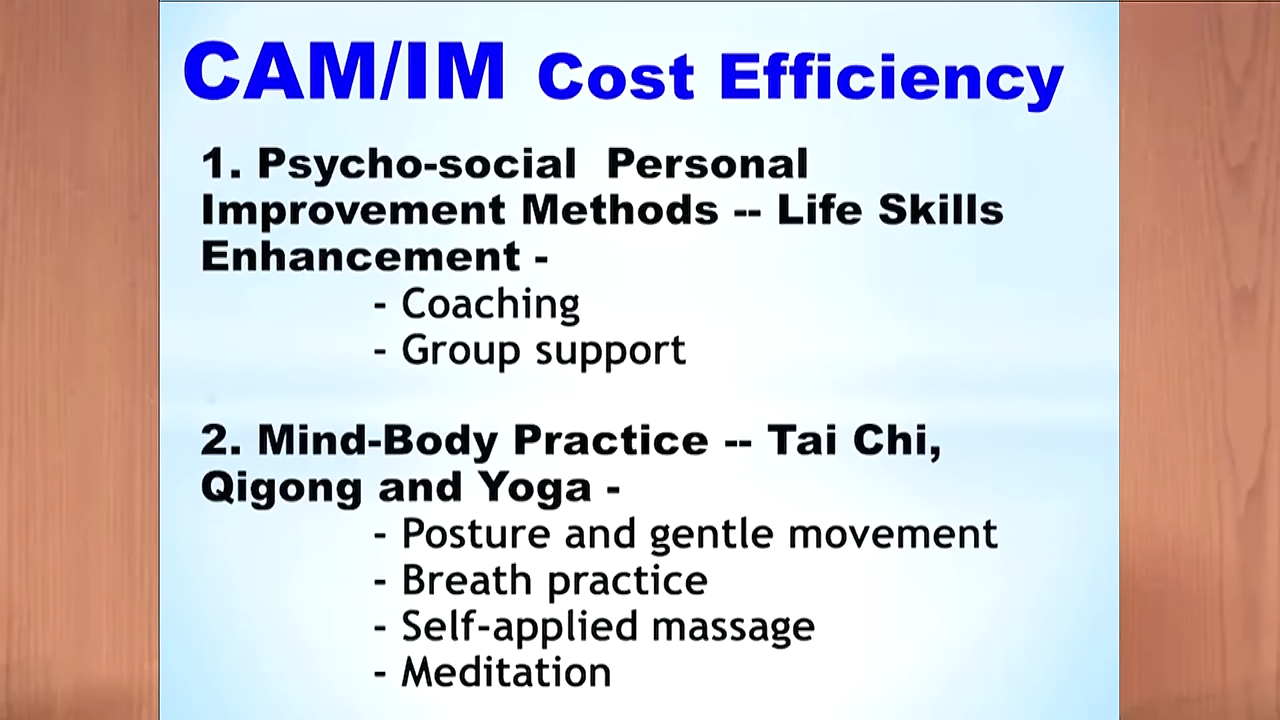 CAM/IM Cost Efficiency
1. Psycho-social Personal
Improvement Methods -- Life Skills
Enhancement -
- Coaching
- Group support
2. Mind-Body Practice -- Tai Chi,
Qigong and Yoga -
- Posture and gentle movement
- Breath practice
- Self-applied massage
- Meditation